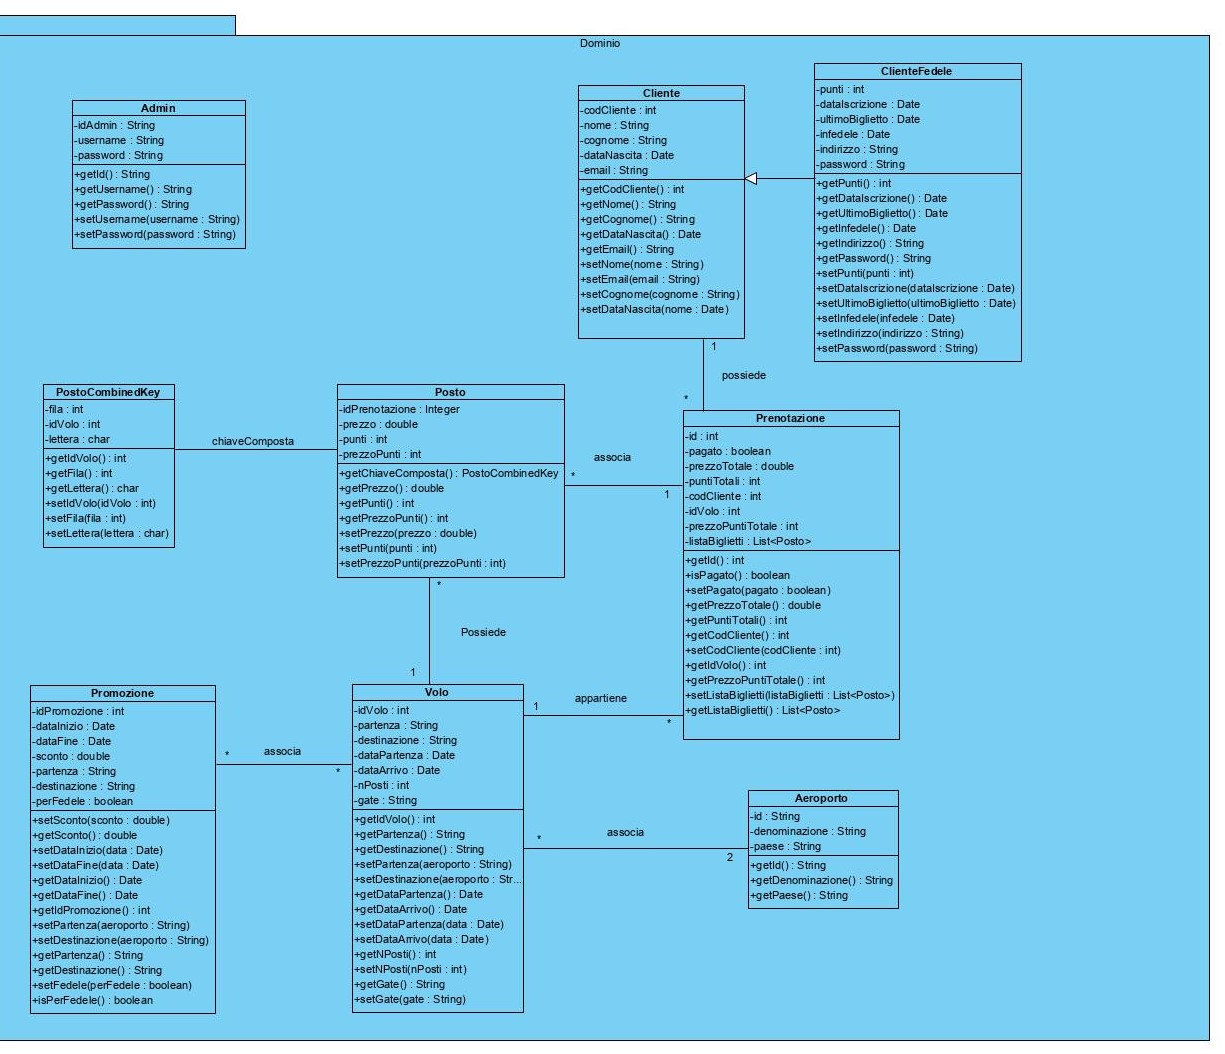 Dominio
Admin
-idAdmin : String
-username : String
-password : String
+getId() : String
+getUsername() : String
+getPassword() : String
+setUsername(username : String)
+setPassword(password : String)
Cliente
-codCliente : int
-nome : String
-cognome : String
-dataNascita : Date
-email : String
+getCodCliente() : int
+getNome() : String
+getCognome() : String
+getDataNascita() : Date
+getEmail() : String
+setNome(nome : String)
+setEmail(email : String)
+setCognome(cognome : String)
+setDataNascita(nome : Date)
ClienteFedele
-punti : int
-dataIscrizione : Date
-ultimoBiglietto : Date
-infedele : Date
-indirizzo : String
-password : String
+getPunti() : int
+getDataIscrizione() : Date
+getUltimoBiglietto() : Date
+getInfedele() : Date
+getIndirizzo() : String
+getPassword() : String
+setPunti(punti : int)
+setDataIscrizione(dataIscrizione : Date)
+setUltimoBiglietto(ultimoBiglietto : Date)
+setInfedele(infedele : Date)
+setIndirizzo(indirizzo : String)
+setPassword(password : String)
1
possiede
*
PostoCombinedKey
-fila : int
-idVolo : int
-lettera : char
+getIdVolo() : int
+getFila() : int
+getLettera() : char
+setIdVolo(idVolo : int)
+setFila(fila : int)
+setLettera(lettera : char)
chiaveComposta
Posto
-idPrenotazione : Integer
-prezzo : double
-punti : int
-prezzoPunti : int
+getChiaveComposta() : PostoCombinedKey
+getPrezzo() : double
+getPunti() : int
+getPrezzoPunti() : int
+setPrezzo(prezzo : double)
+setPunti(punti : int)
+setPrezzoPunti(prezzoPunti : int)
associa
*
1
Prenotazione
-id : int
-pagato : boolean
-prezzoTotale : double
-puntiTotali : int
-codCliente : int
-idVolo : int
-prezzoPuntiTotale : int
-listaBiglietti : List<Posto>
+getId() : int
+isPagato() : boolean
+setPagato(pagato : boolean)
+getPrezzoTotale() : double
+getPuntiTotali() : int
+getCodCliente() : int
+setCodCliente(codCliente : int)
+getIdVolo() : int
+getPrezzoPuntiTotale() : int
+setListaBiglietti(listaBiglietti : List<Posto>)
+getListaBiglietti() : List<Posto>
*
Possiede
1
Promozione
-idPromozione : int
-dataInizio : Date
-dataFine : Date
-sconto : double
-partenza : String
-destinazione : String
-perFedele : boolean
+setSconto(sconto : double)
+getSconto() : double
+setDataInizio(data : Date)
+setDataFine(data : Date)
+getDataInizio() : Date
+getDataFine() : Date
+getIdPromozione() : int
+setPartenza(aeroporto : String)
+setDestinazione(aeroporto : String)
+getPartenza() : String
+getDestinazione() : String
+setFedele(perFedele : boolean)
+isPerFedele() : boolean
*
associa
*
Volo
-idVolo : int
-partenza : String
-destinazione : String
-dataPartenza : Date
-dataArrivo : Date
-nPosti : int
-gate : String
+getIdVolo() : int
+getPartenza() : String
+getDestinazione() : String
+setPartenza(aeroporto : String)
+setDestinazione(aeroporto : Str...
+getDataPartenza() : Date
+getDataArrivo() : Date
+setDataPartenza(data : Date)
+setDataArrivo(data : Date)
+getNPosti() : int
+setNPosti(nPosti : int)
+getGate() : String
+setGate(gate : String)
1
appartiene
*
*
associa
2
Aeroporto
-id : String
-denominazione : String
-paese : String
+getId() : String
+getDenominazione() : String
+getPaese() : String